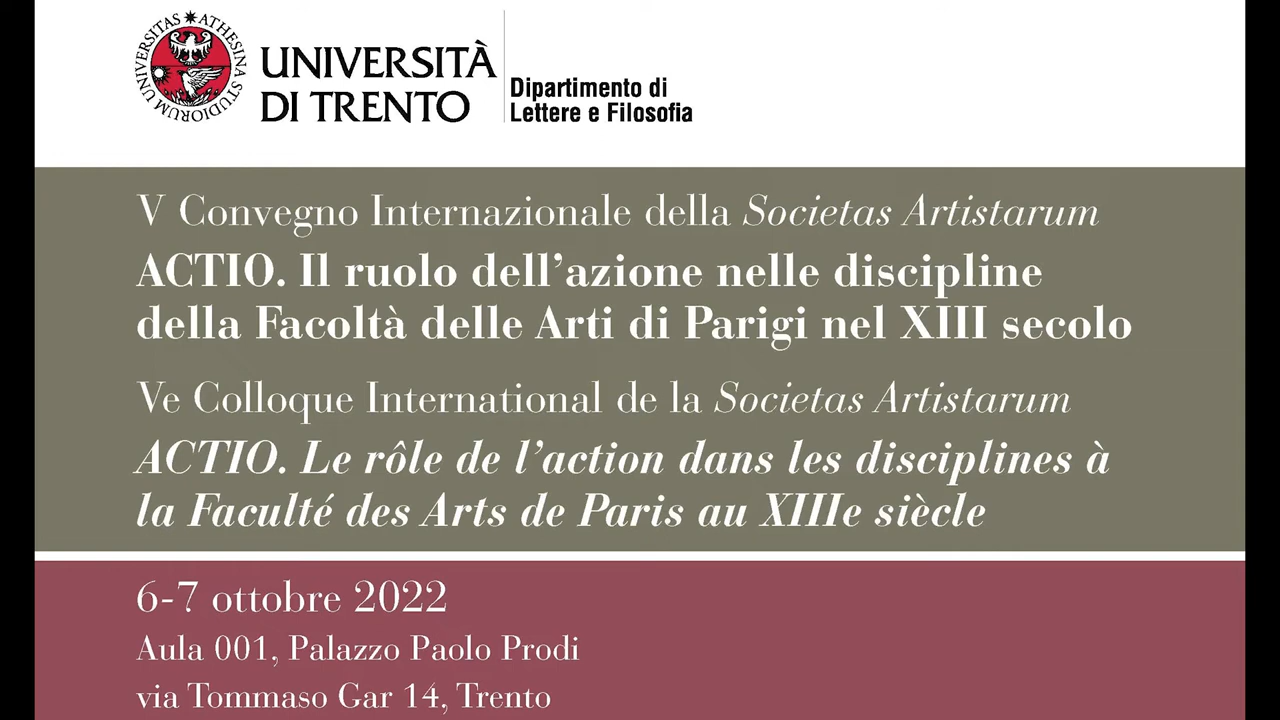 UNIVERSITAS ATHESINA STUDIORUM
UNIVERSITÀ
DI TRENTO
Dipartimento di
Lettere e Filosofia
V Convegno Internazionale della Societas Artistarum
ACTIO. Il ruolo dell’azione nelle discipline
della Facoltà delle Arti di Parigi nel XIII secolo
Ve Colloque International de la Societas Artistarum
ACTIO. Le rôle de l’action dans les disciplines à
la Faculté des Arts de Paris au XIIIe siècle
6-7 ottobre 2022
Aula 001, Palazzo Paolo Prodi
via Tommaso Gar 14, Trento